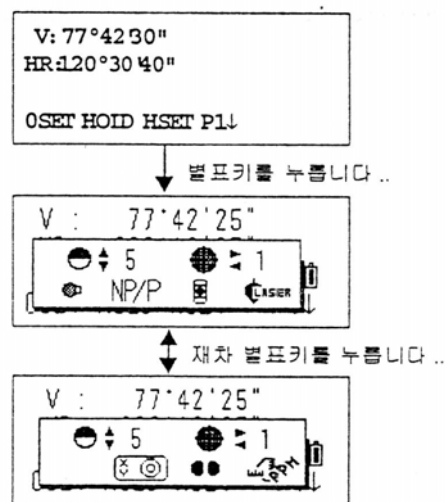 V: 77°42'30"
HR:120°30'40"
0SET HOLD HSET P1↓
별표키를 누릅니다 ..
V : 77°42'25"
5 1
NP/P LASER
재차 별표키를 누릅니다 ..
V : 77°42'25"
5 1
PPM